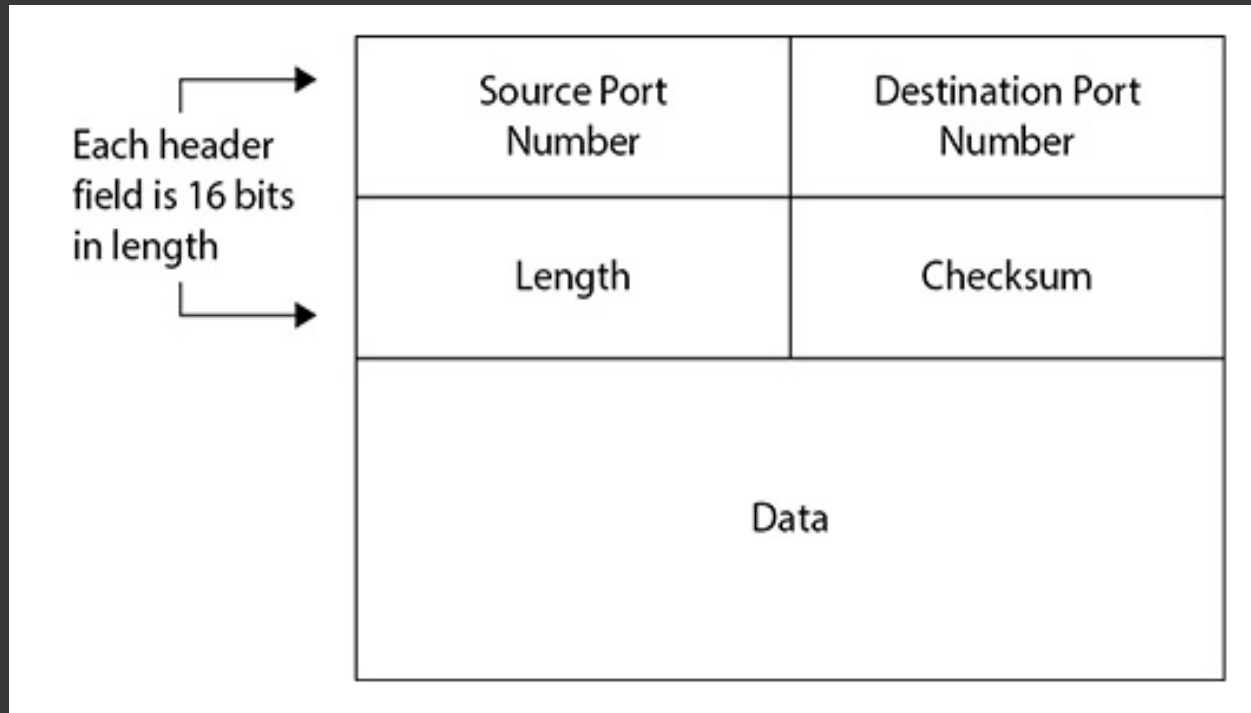 Each header
field is 16 bits
in length
Source Port
Number
Destination Port
Number
Length
Checksum
Data